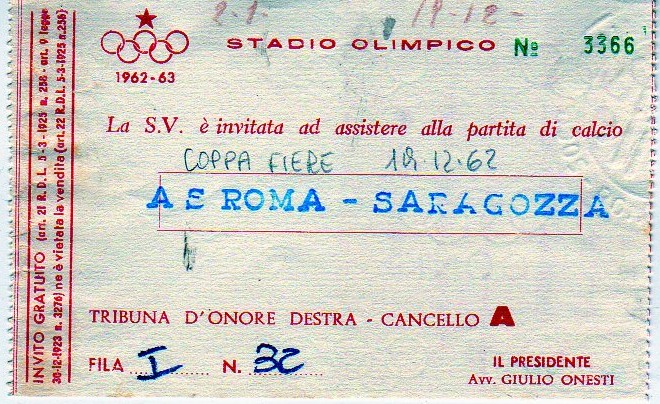 2-1 19-12-
STADIO OLIMPICO Nº 3366
1962-63
La S.V. è invitata ad assistere alla partita di calcio
COPPA FIERE 19.12.62
AS ROMA - SARAGOZZA
TRIBUNA D'ONORE DESTRA - CANCELLO A
FILA I N. 32
IL PRESIDENTE
Avv. GIULIO ONESTI
INVITO GRATUITO (art. 21 R.D.L. 5-3-1925 n. 258 - art. 9 legge
30-12-1923 n. 3276) ne è vietata la vendita (art. 22 R.D.L. 5-3-1925 n. 258)